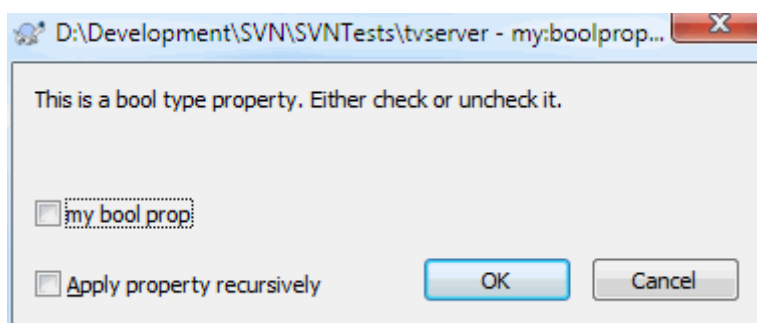 D:\Development\SVN\SVNTests\tvserver - my:boolprop...
This is a bool type property. Either check or uncheck it.
my bool prop
Apply property recursively
OK
Cancel